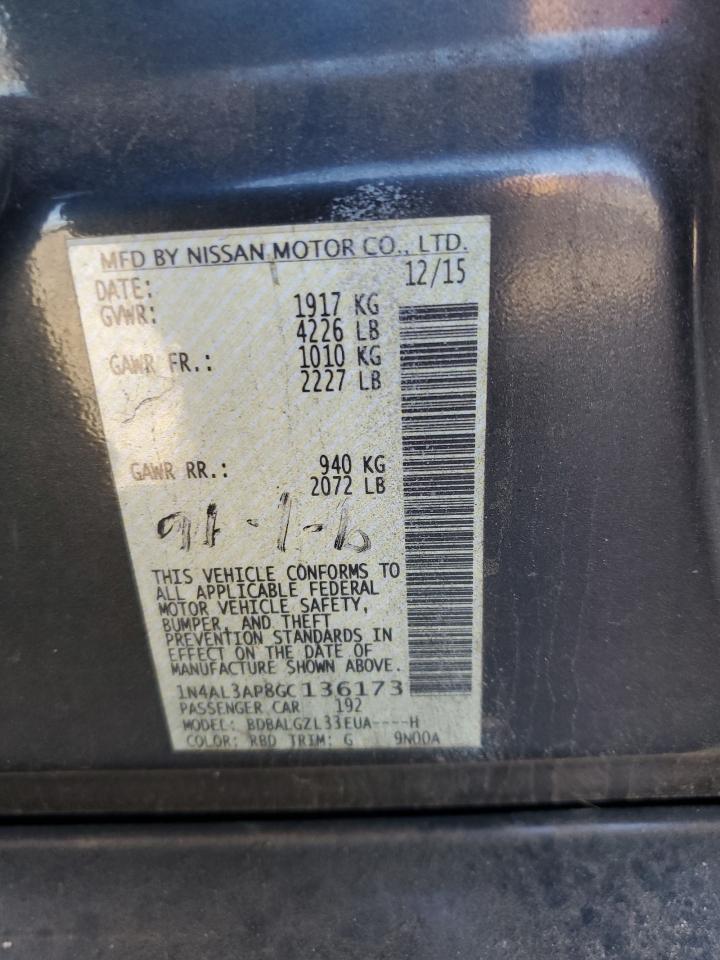 MFD BY NISSAN MOTOR CO., LTD.
DATE: 12/15
GVWR: 1917 KG
4226 LB
GAWR FR.: 1010 KG
2227 LB
GAWR RR.: 940 KG
2072 LB
THIS VEHICLE CONFORMS TO
ALL APPLICABLE FEDERAL
MOTOR VEHICLE SAFETY,
BUMPER, AND THEFT
PREVENTION STANDARDS IN
EFFECT ON THE DATE OF
MANUFACTURE SHOWN ABOVE.
1N4AL3AP8GC136173
PASSENGER CAR 192
MODEL: BDBALGZL33EUA----H
COLOR: RBD TRIM: G 9N00A